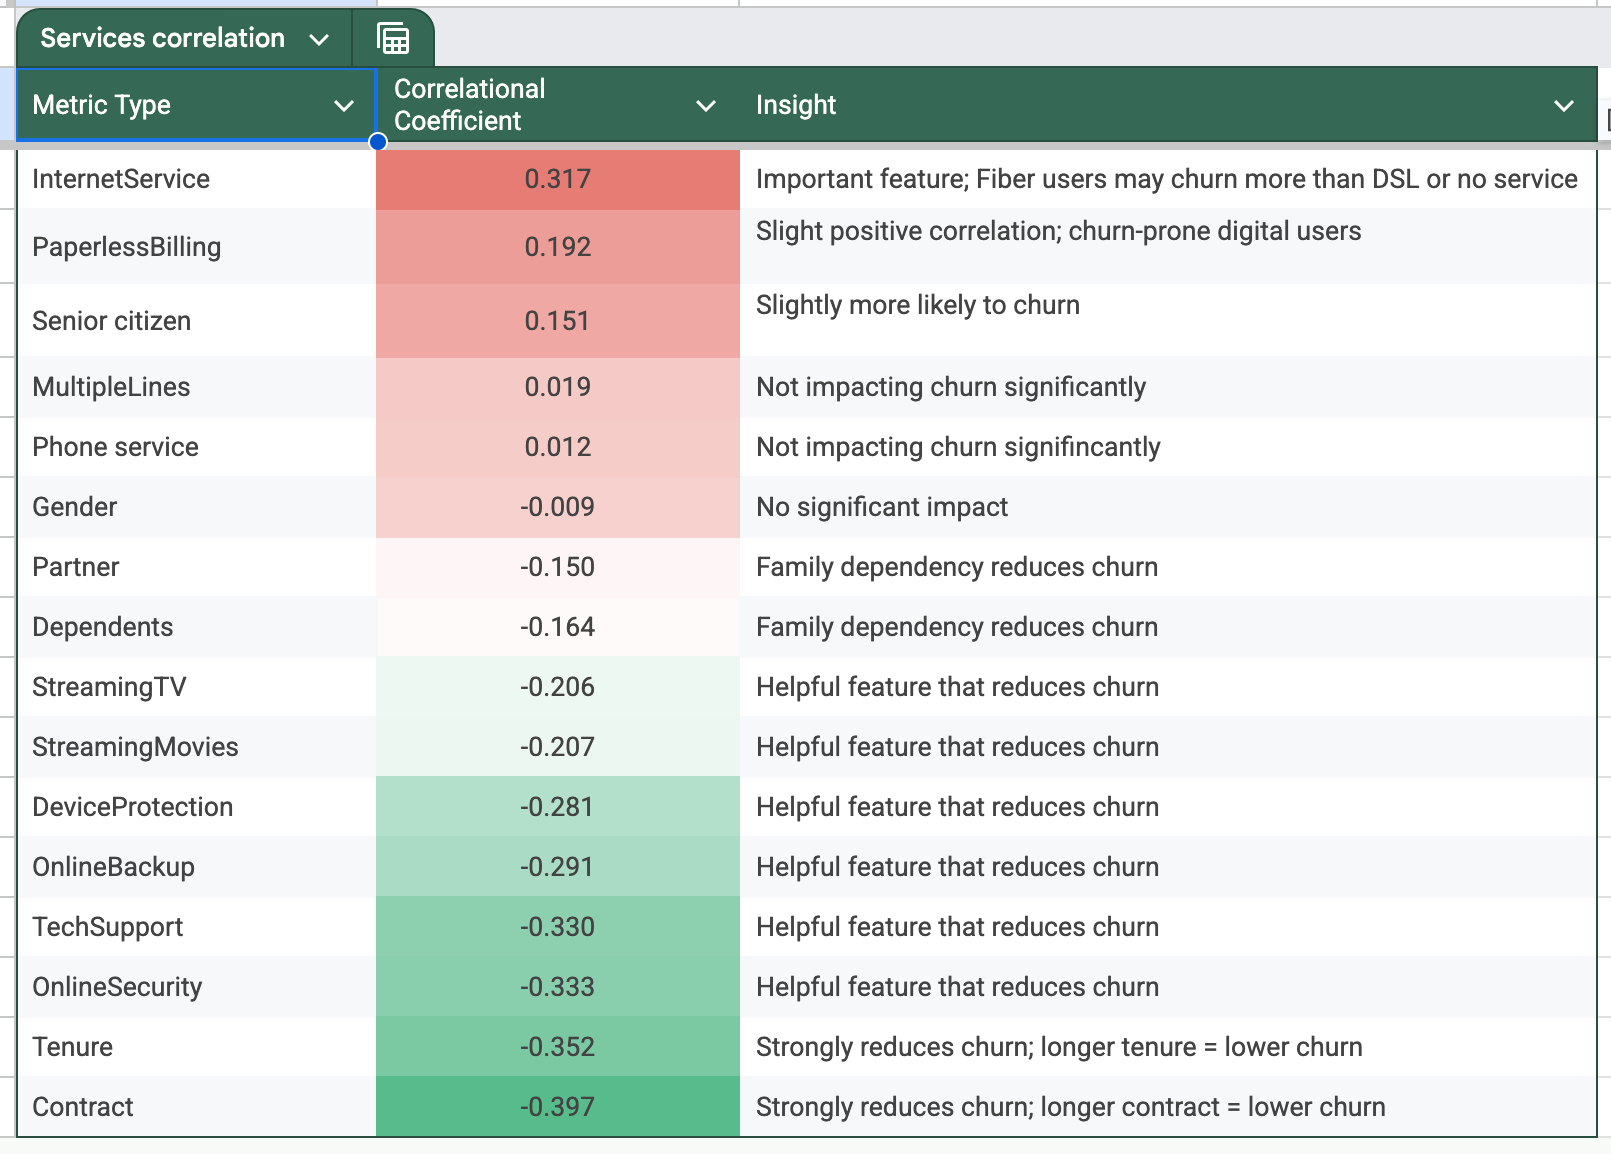 Services correlation
Metric Type
Correlational
Coefficient
Insight
InternetService 0.317 Important feature; Fiber users may churn more than DSL or no service
PaperlessBilling 0.192 Slight positive correlation; churn-prone digital users
Senior citizen 0.151 Slightly more likely to churn
MultipleLines 0.019 Not impacting churn significantly
Phone service 0.012 Not impacting churn signifincantly
Gender -0.009 No significant impact
Partner -0.150 Family dependency reduces churn
Dependents -0.164 Family dependency reduces churn
StreamingTV -0.206 Helpful feature that reduces churn
StreamingMovies -0.207 Helpful feature that reduces churn
DeviceProtection -0.281 Helpful feature that reduces churn
OnlineBackup -0.291 Helpful feature that reduces churn
TechSupport -0.330 Helpful feature that reduces churn
OnlineSecurity -0.333 Helpful feature that reduces churn
Tenure -0.352 Strongly reduces churn; longer tenure = lower churn
Contract -0.397 Strongly reduces churn; longer contract = lower churn